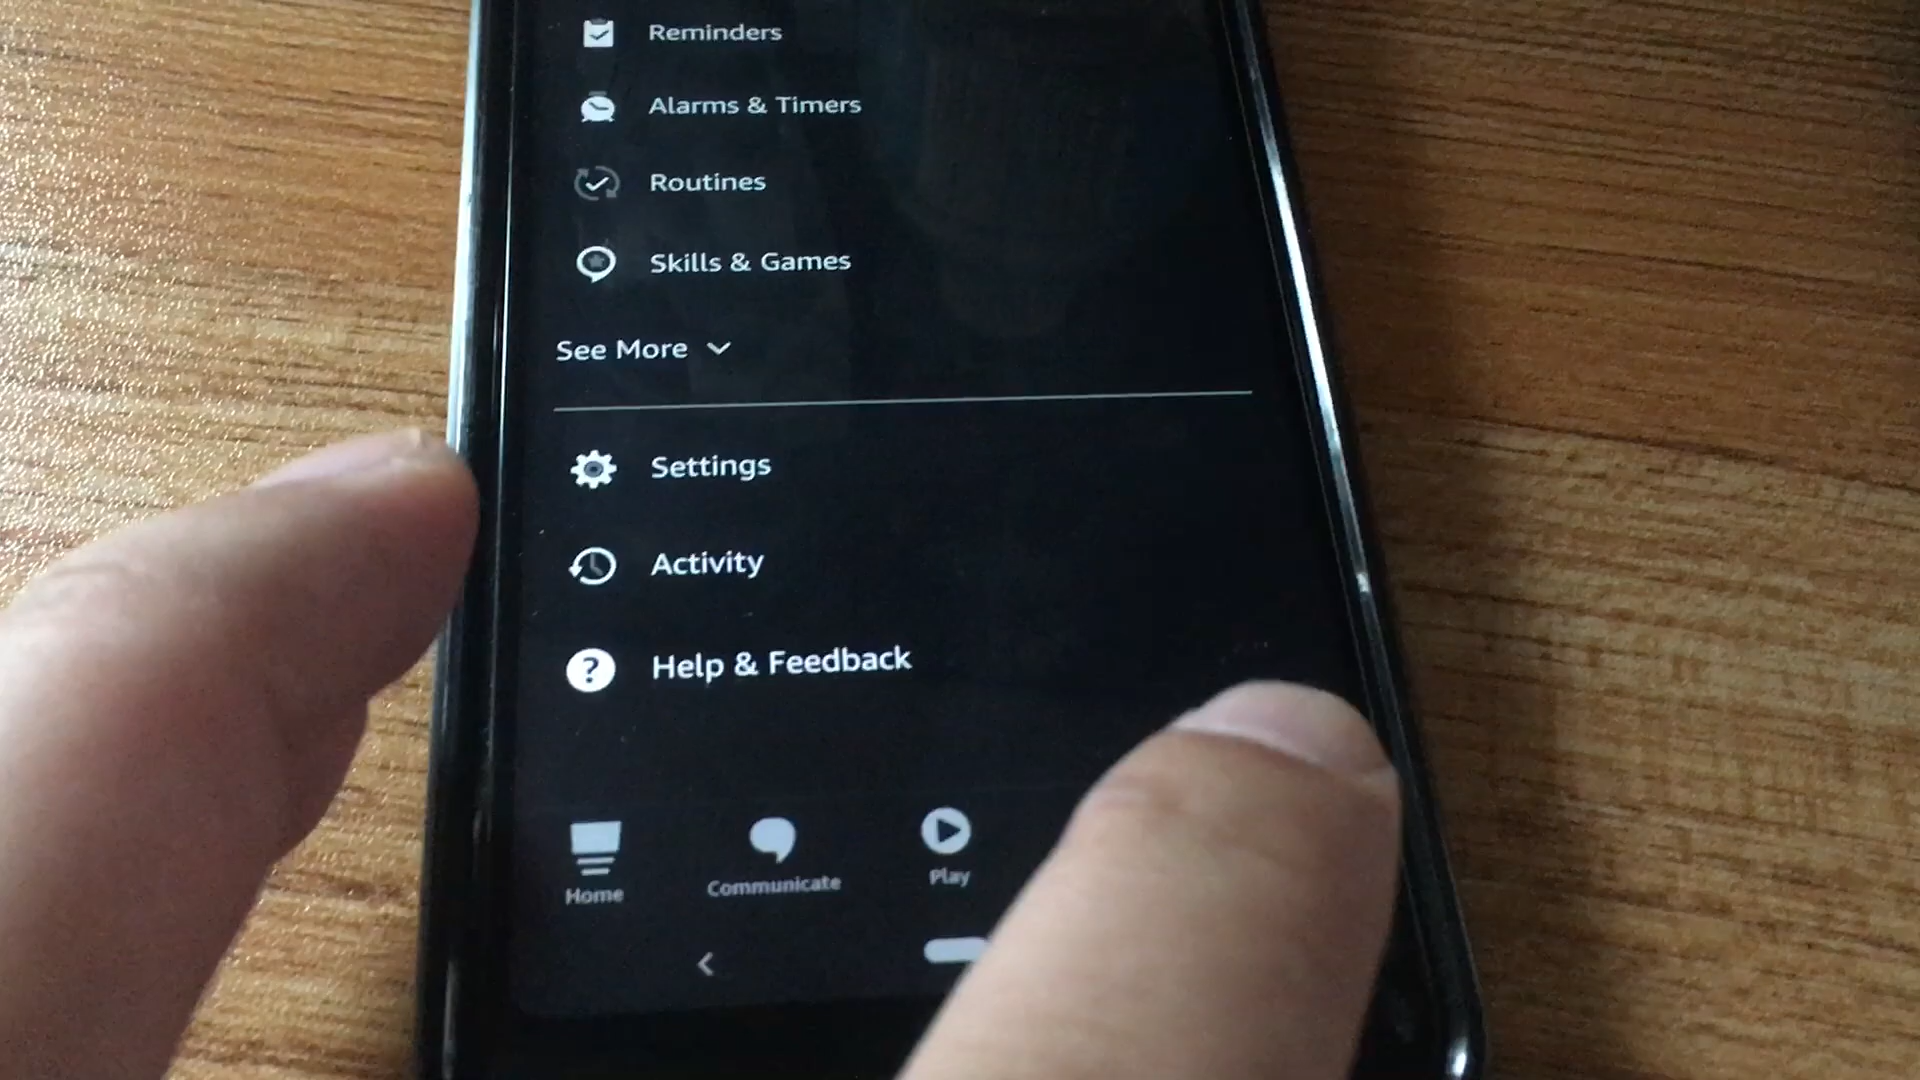 Reminders
Alarms & Timers
Routines
Skills & Games
See More
Settings
Activity
Help & Feedback
Home
Communicate
Play